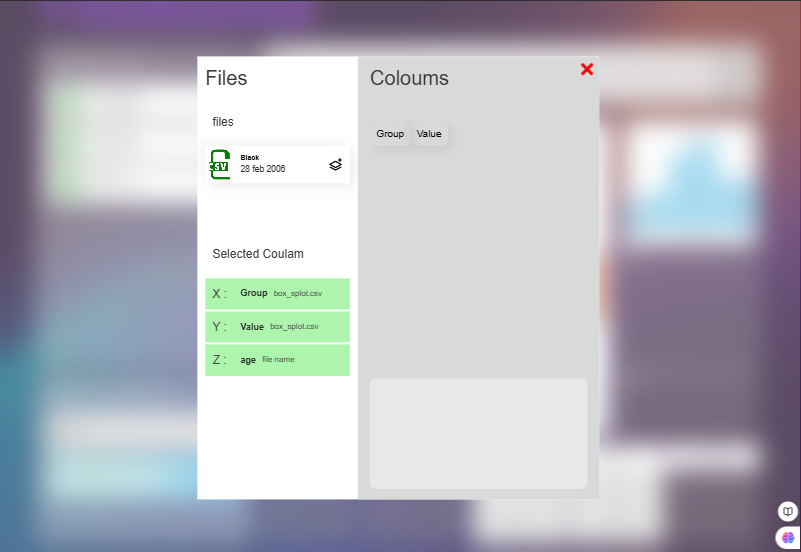 Files
files
CSV
Black
28 feb 2006
Selected Coulam
X : Group box_splot.csv
Y : Value box_splot.csv
Z : age file name
Coloums
Group Value